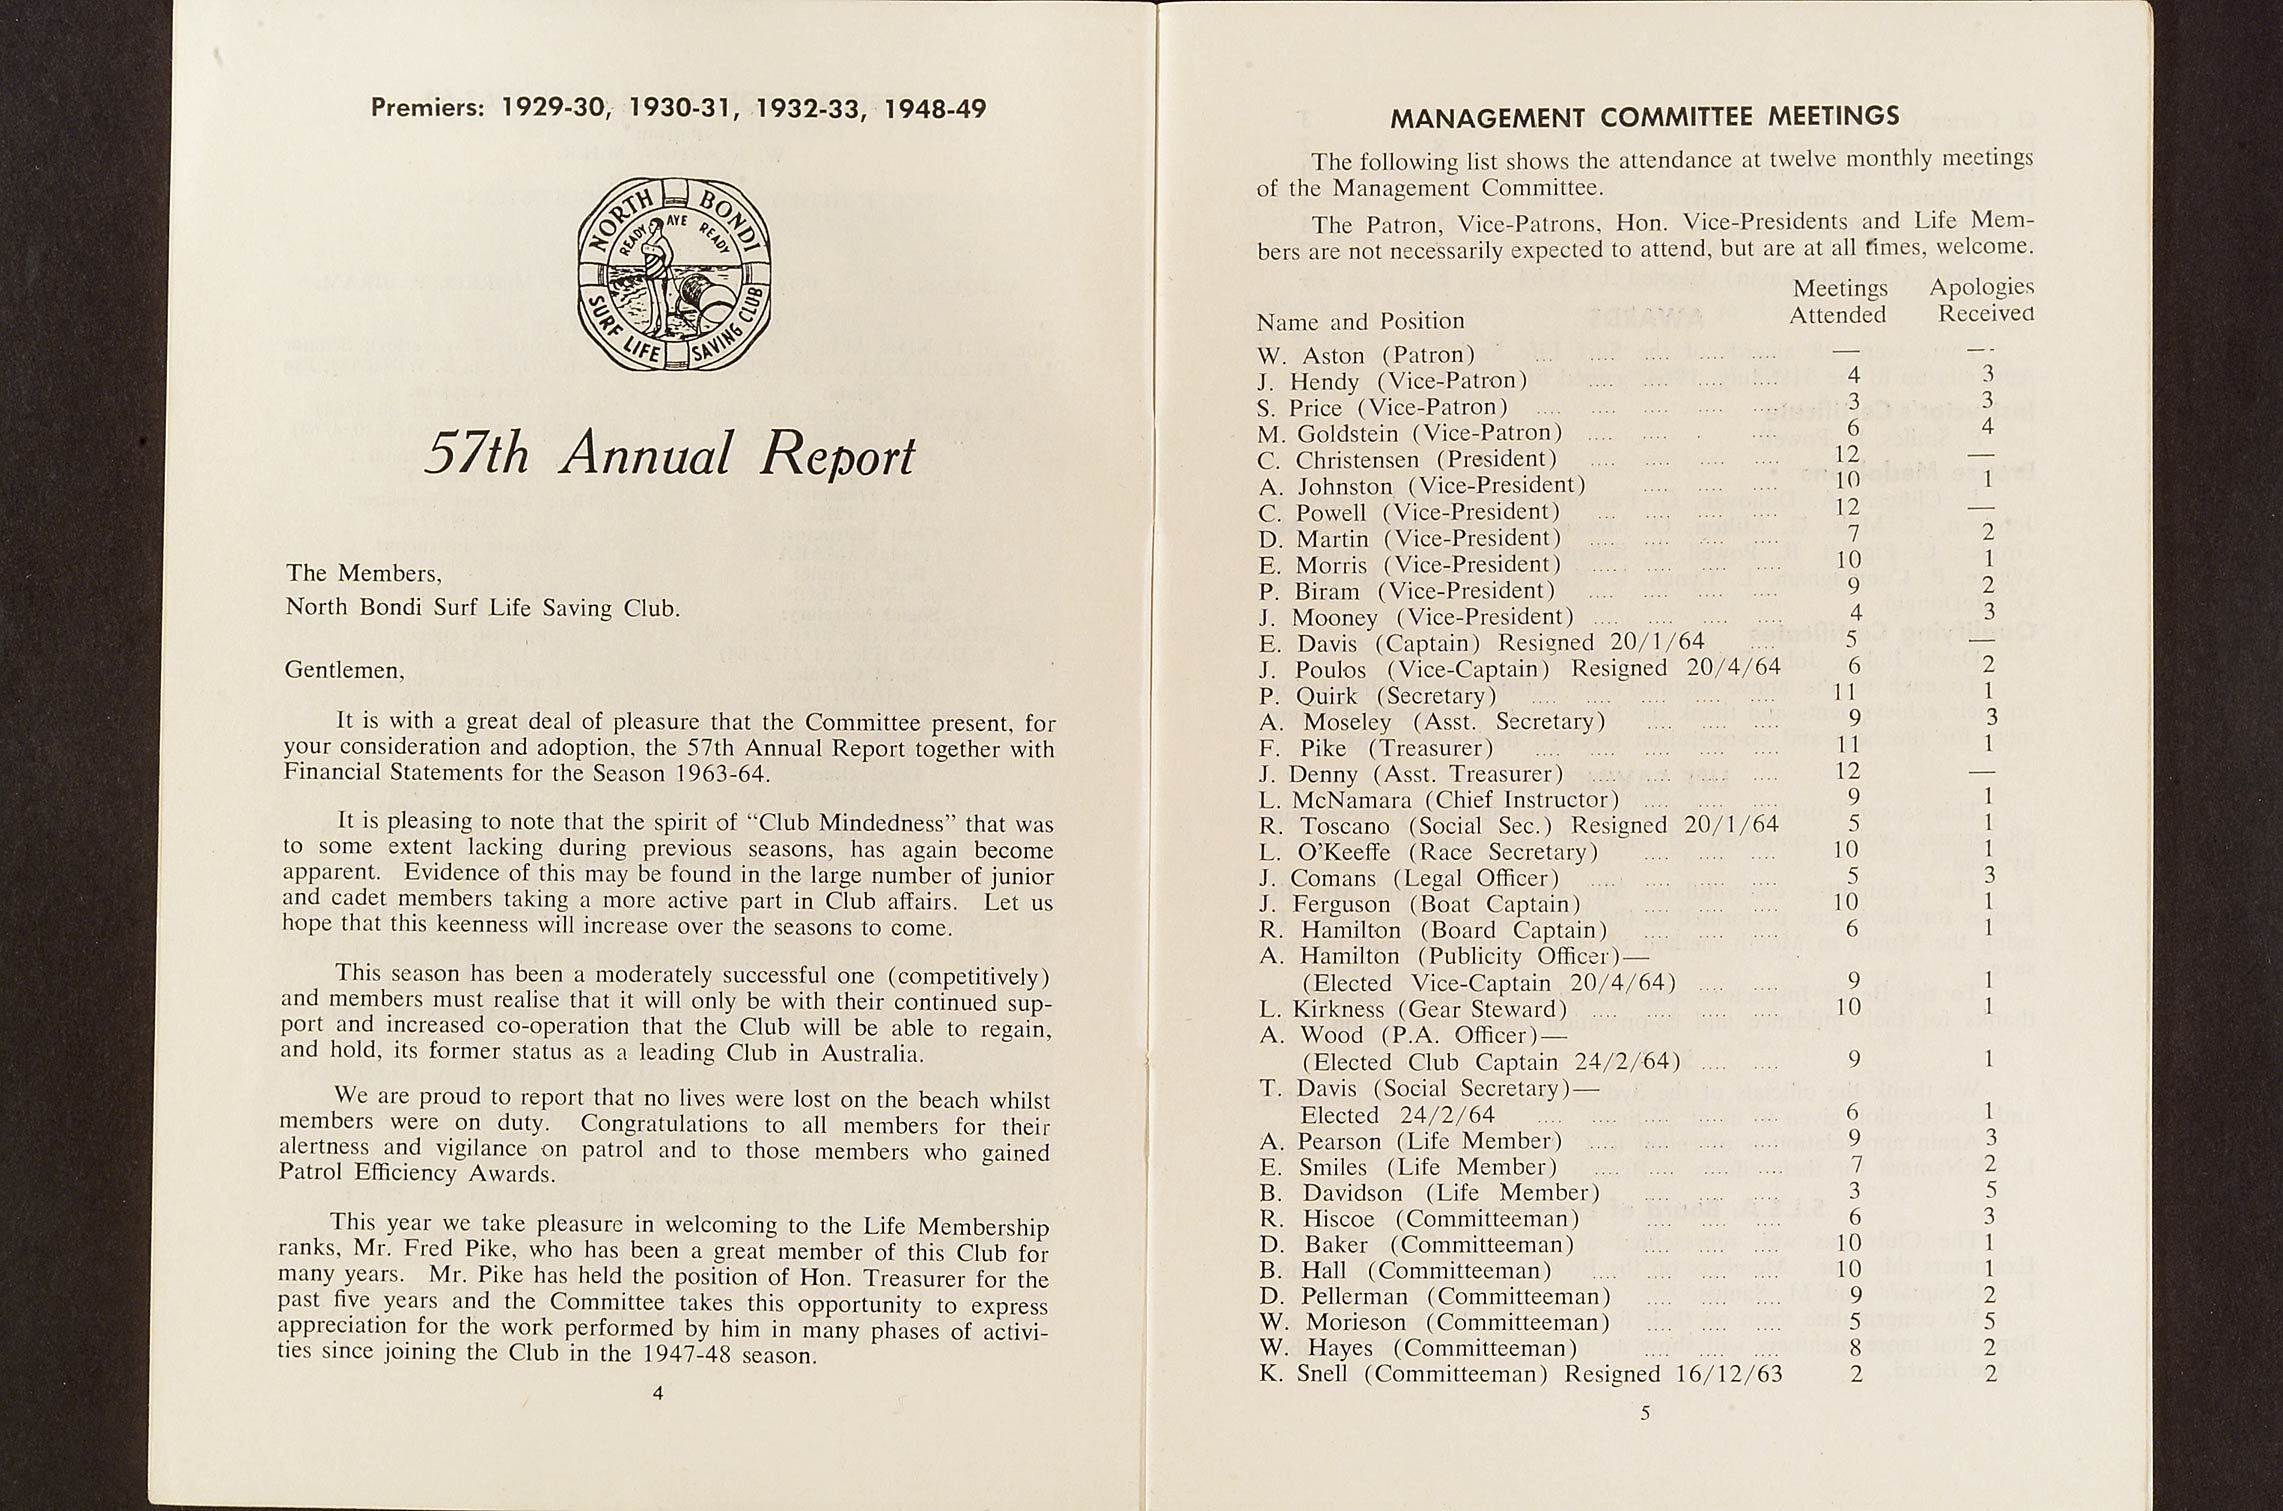 Premiers: 1929-30, 1930-31, 1932-33, 1948-49
NORTH BONDI
READY AYE READY
SURF LIFE SAVING CLUB
57th Annual Report
The Members,
North Bondi Surf Life Saving Club.
Gentlemen,
It is with a great deal of pleasure that the Committee present, for
your consideration and adoption, the 57th Annual Report together with
Financial Statements for the Season 1963-64.
It is pleasing to note that the spirit of “Club Mindedness” that was
to some extent lacking during previous seasons, has again become
apparent. Evidence of this may be found in the large number of junior
and cadet members taking a more active part in Club affairs. Let us
hope that this keenness will increase over the seasons to come.
This season has been a moderately successful one (competitively)
and members must realise that it will only be with their continued sup-
port and increased co-operation that the Club will be able to regain,
and hold, its former status as a leading Club in Australia.
We are proud to report that no lives were lost on the beach whilst
members were on duty. Congratulations to all members for their
alertness and vigilance on patrol and to those members who gained
Patrol Efficiency Awards.
This year we take pleasure in welcoming to the Life Membership
ranks, Mr. Fred Pike, who has been a great member of this Club for
many years. Mr. Pike has held the position of Hon. Treasurer for the
past five years and the Committee takes this opportunity to express
appreciation for the work performed by him in many phases of activi-
ties since joining the Club in the 1947-48 season.
4
MANAGEMENT COMMITTEE MEETINGS
The following list shows the attendance at twelve monthly meetings
of the Management Committee.
The Patron, Vice-Patrons, Hon. Vice-Presidents and Life Mem-
bers are not necessarily expected to attend, but are at all times, welcome.
Meetings Apologies
Name and Position Attended Received
W. Aston (Patron) .... .... .... .... .... — —
J. Hendy (Vice-Patron) .... .... .... .... 4 3
S. Price (Vice-Patron) .... .... .... .... .... 3 3
M. Goldstein (Vice-Patron) .... .... . .... 6 4
C. Christensen (President) .... .... .... .... 12 —
A. Johnston (Vice-President) .... .... .... 10 1
C. Powell (Vice-President) .... .... .... .... 12 —
D. Martin (Vice-President) .... .... .... .... 7 2
E. Morris (Vice-President) .... .... .... .... 10 1
P. Biram (Vice-President) .... .... .... .... 9 2
J. Mooney (Vice-President) .... .... .... .... 4 3
E. Davis (Captain) Resigned 20/1/64 .... 5 —
J. Poulos (Vice-Captain) Resigned 20/4/64 6 2
P. Quirk (Secretary) .... .... .... .... .... 11 1
A. Moseley (Asst. Secretary) .... .... .... 9 3
F. Pike (Treasurer) .... .... .... .... .... 11 1
J. Denny (Asst. Treasurer) .... .... .... .... 12 —
L. McNamara (Chief Instructor) .... .... .... 9 1
R. Toscano (Social Sec.) Resigned 20/1/64 5 1
L. O’Keeffe (Race Secretary) .... .... .... 10 1
J. Comans (Legal Officer) .... .... .... .... 5 3
J. Ferguson (Boat Captain) .... .... .... 10 1
R. Hamilton (Board Captain) .... .... .... 6 1
A. Hamilton (Publicity Officer)—
(Elected Vice-Captain 20/4/64) .... .... 9 1
L. Kirkness (Gear Steward) .... .... .... .... 10 1
A. Wood (P.A. Officer)—
(Elected Club Captain 24/2/64) .... .... 9 1
T. Davis (Social Secretary)—
Elected 24/2/64 .... .... .... .... .... 6 1
A. Pearson (Life Member) .... .... .... .... 9 3
E. Smiles (Life Member) .... .... .... .... 7 2
B. Davidson (Life Member) .... .... .... 3 5
R. Hiscoe (Committeeman) .... .... .... 6 3
D. Baker (Committeeman) .... .... .... 10 1
B. Hall (Committeeman) .... .... .... .... 10 1
D. Pellerman (Committeeman) .... .... .... 9 2
W. Morieson (Committeeman) .... .... .... 5 5
W. Hayes (Committeeman) .... .... .... 8 2
K. Snell (Committeeman) Resigned 16/12/63 2 2
5